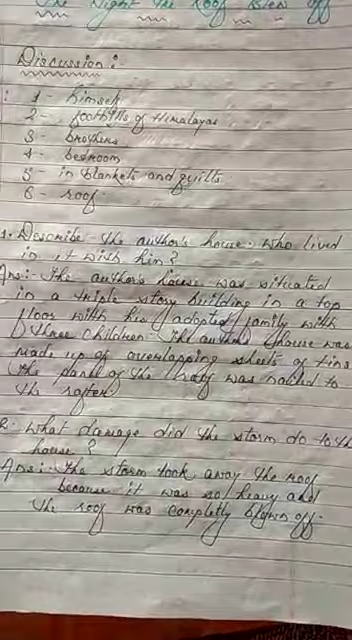 The Night the Roof Blew Off
Discussion :-
1 - himself
2 - foothills of Himalayas
3 - brothers
4 - bedroom
5 - in blankets and quilts
6 - roof
1. Describe the author's house. Who lived
in it with him?
Ans:- The author's house was situated
in a triple story building in a top
floor with his adopted family with
three children. The author house was
made up of overlapping sheets of tins
The panel of the was nailed to
the rafter
2. What damage did the storm do to the
house?
Ans:- The storm took away the roof
because it was so heavy and
the roof was completly blown off.